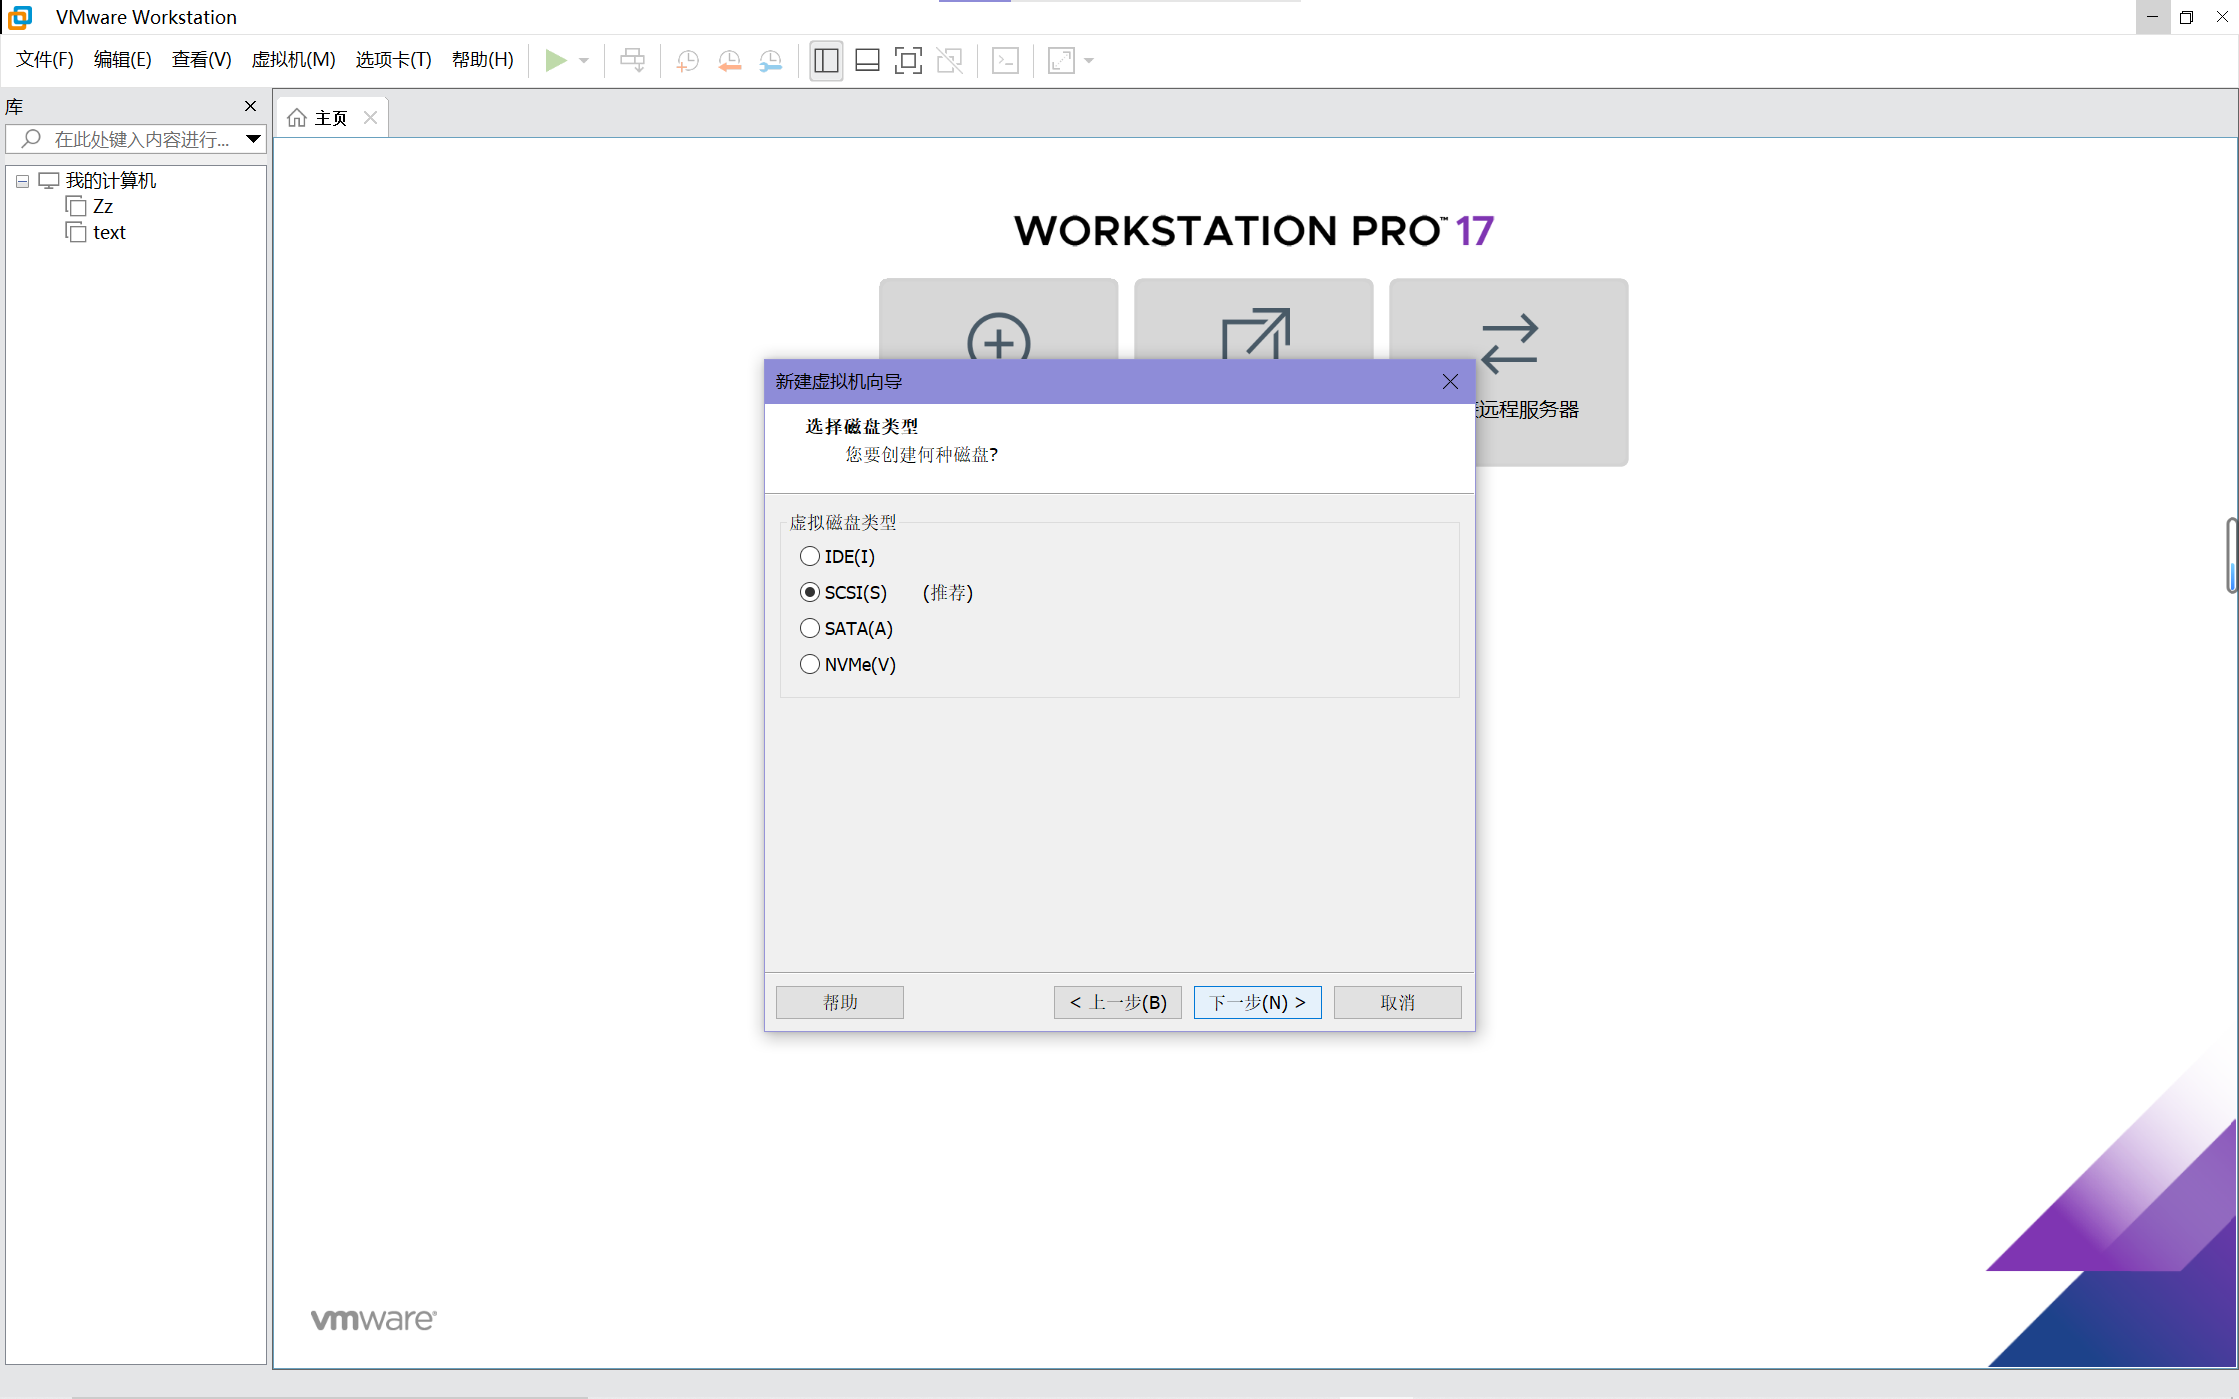 VMware Workstation
文件(F) 编辑(E) 查看(V) 虚拟机(M) 选项卡(T) 帮助(H)
库
在此处键入内容进行...
我的计算机
Zz
text
主页
WORKSTATION PRO™ 17
远程服务器
新建虚拟机向导
选择磁盘类型
您要创建何种磁盘?
虚拟磁盘类型
IDE(I)
SCSI(S) (推荐)
SATA(A)
NVMe(V)
帮助 < 上一步(B) 下一步(N) > 取消
vmware®